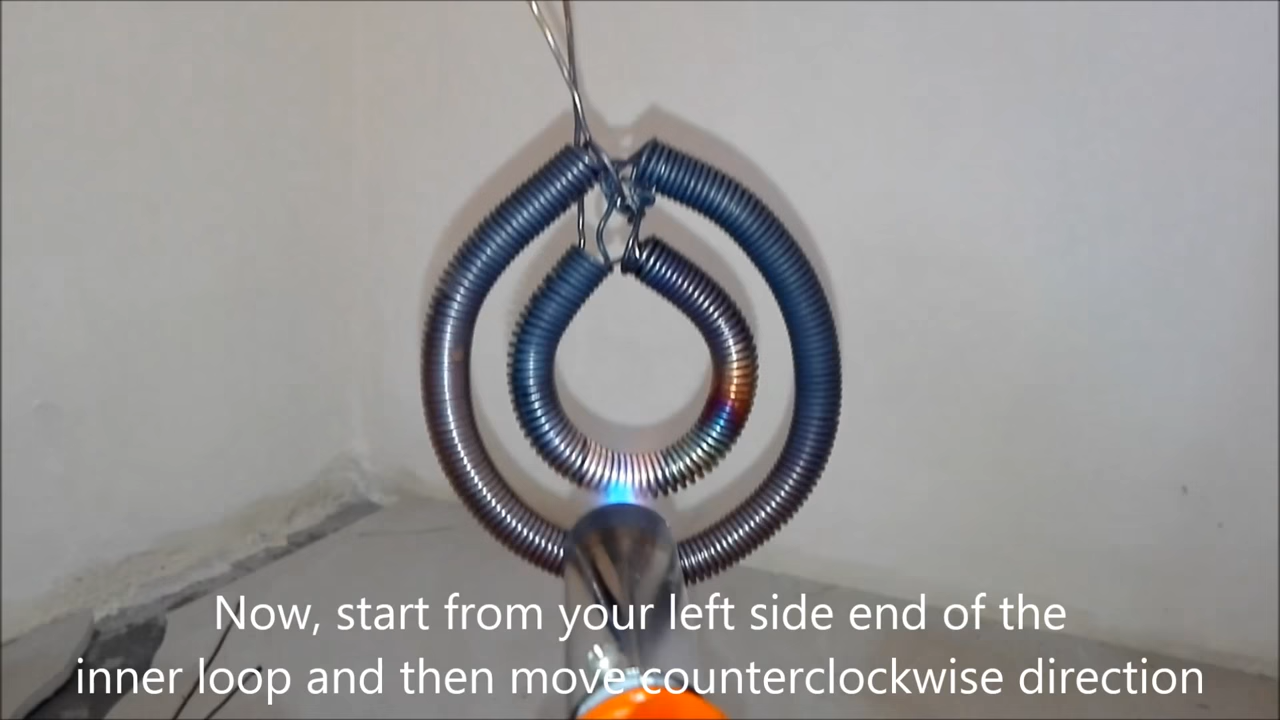 Now, start from your left side end of the
inner loop and then move counterclockwise direction